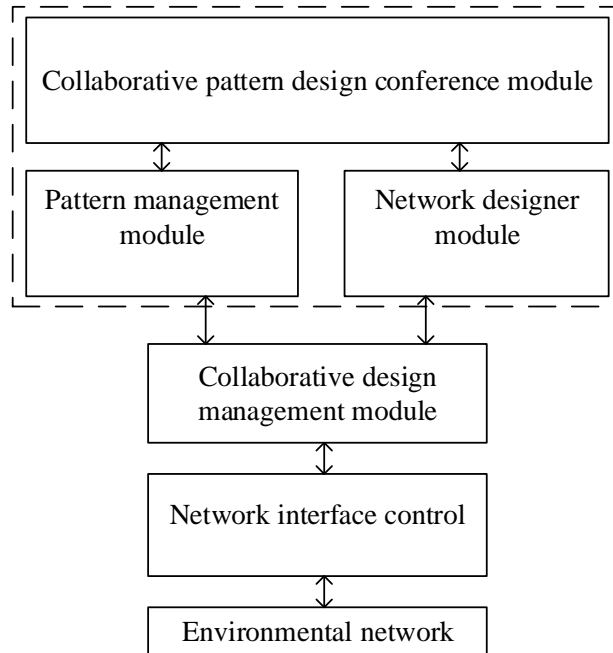 Collaborative pattern design conference module
Pattern management
module
Network designer
module
Collaborative design
management module
Network interface control
Environmental network